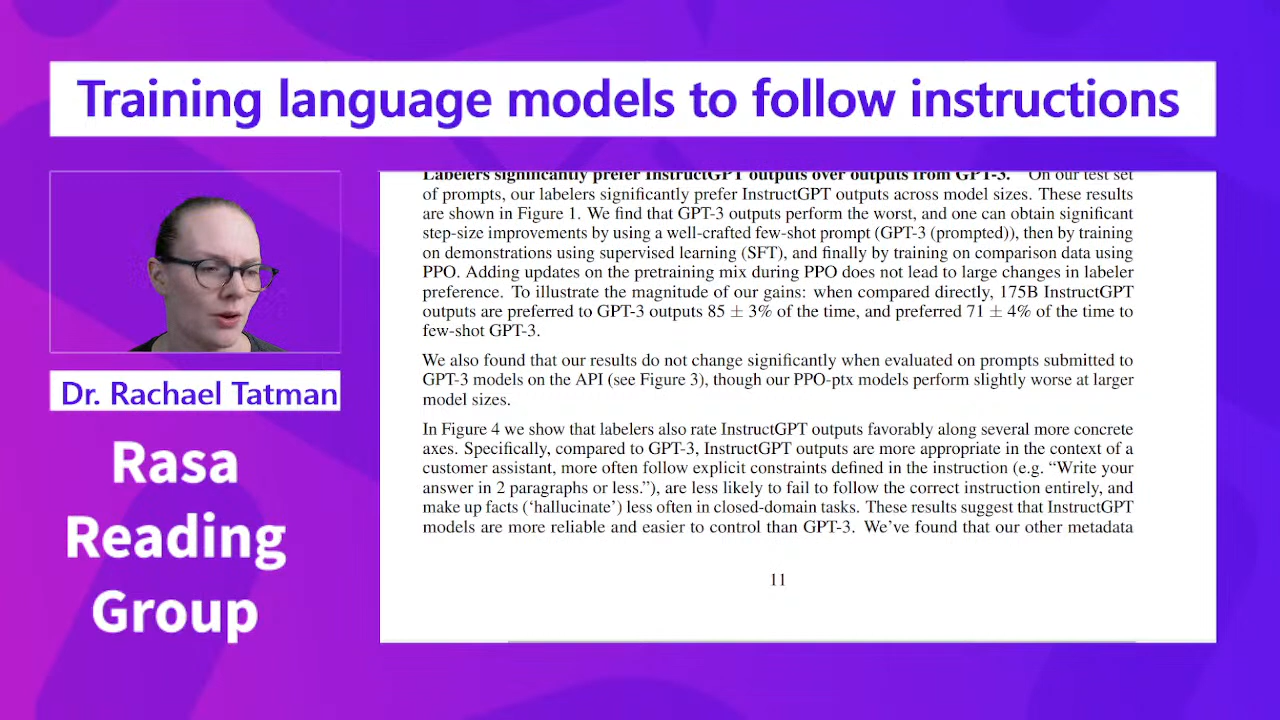 Training language models to follow instructions
Dr. Rachael Tatman
Rasa
Reading
Group
Labelers significantly prefer InstructGPT outputs over outputs from GPT-3. On our test set
of prompts, our labelers significantly prefer InstructGPT outputs across model sizes. These results
are shown in Figure 1. We find that GPT-3 outputs perform the worst, and one can obtain significant
step-size improvements by using a well-crafted few-shot prompt (GPT-3 (prompted)), then by training
on demonstrations using supervised learning (SFT), and finally by training on comparison data using
PPO. Adding updates on the pretraining mix during PPO does not lead to large changes in labeler
preference. To illustrate the magnitude of our gains: when compared directly, 175B InstructGPT
outputs are preferred to GPT-3 outputs 85 ± 3% of the time, and preferred 71 ± 4% of the time to
few-shot GPT-3.
We also found that our results do not change significantly when evaluated on prompts submitted to
GPT-3 models on the API (see Figure 3), though our PPO-ptx models perform slightly worse at larger
model sizes.
In Figure 4 we show that labelers also rate InstructGPT outputs favorably along several more concrete
axes. Specifically, compared to GPT-3, InstructGPT outputs are more appropriate in the context of a
customer assistant, more often follow explicit constraints defined in the instruction (e.g. “Write your
answer in 2 paragraphs or less.”), are less likely to fail to follow the correct instruction entirely, and
make up facts (‘hallucinate’) less often in closed-domain tasks. These results suggest that InstructGPT
models are more reliable and easier to control than GPT-3. We’ve found that our other metadata
11